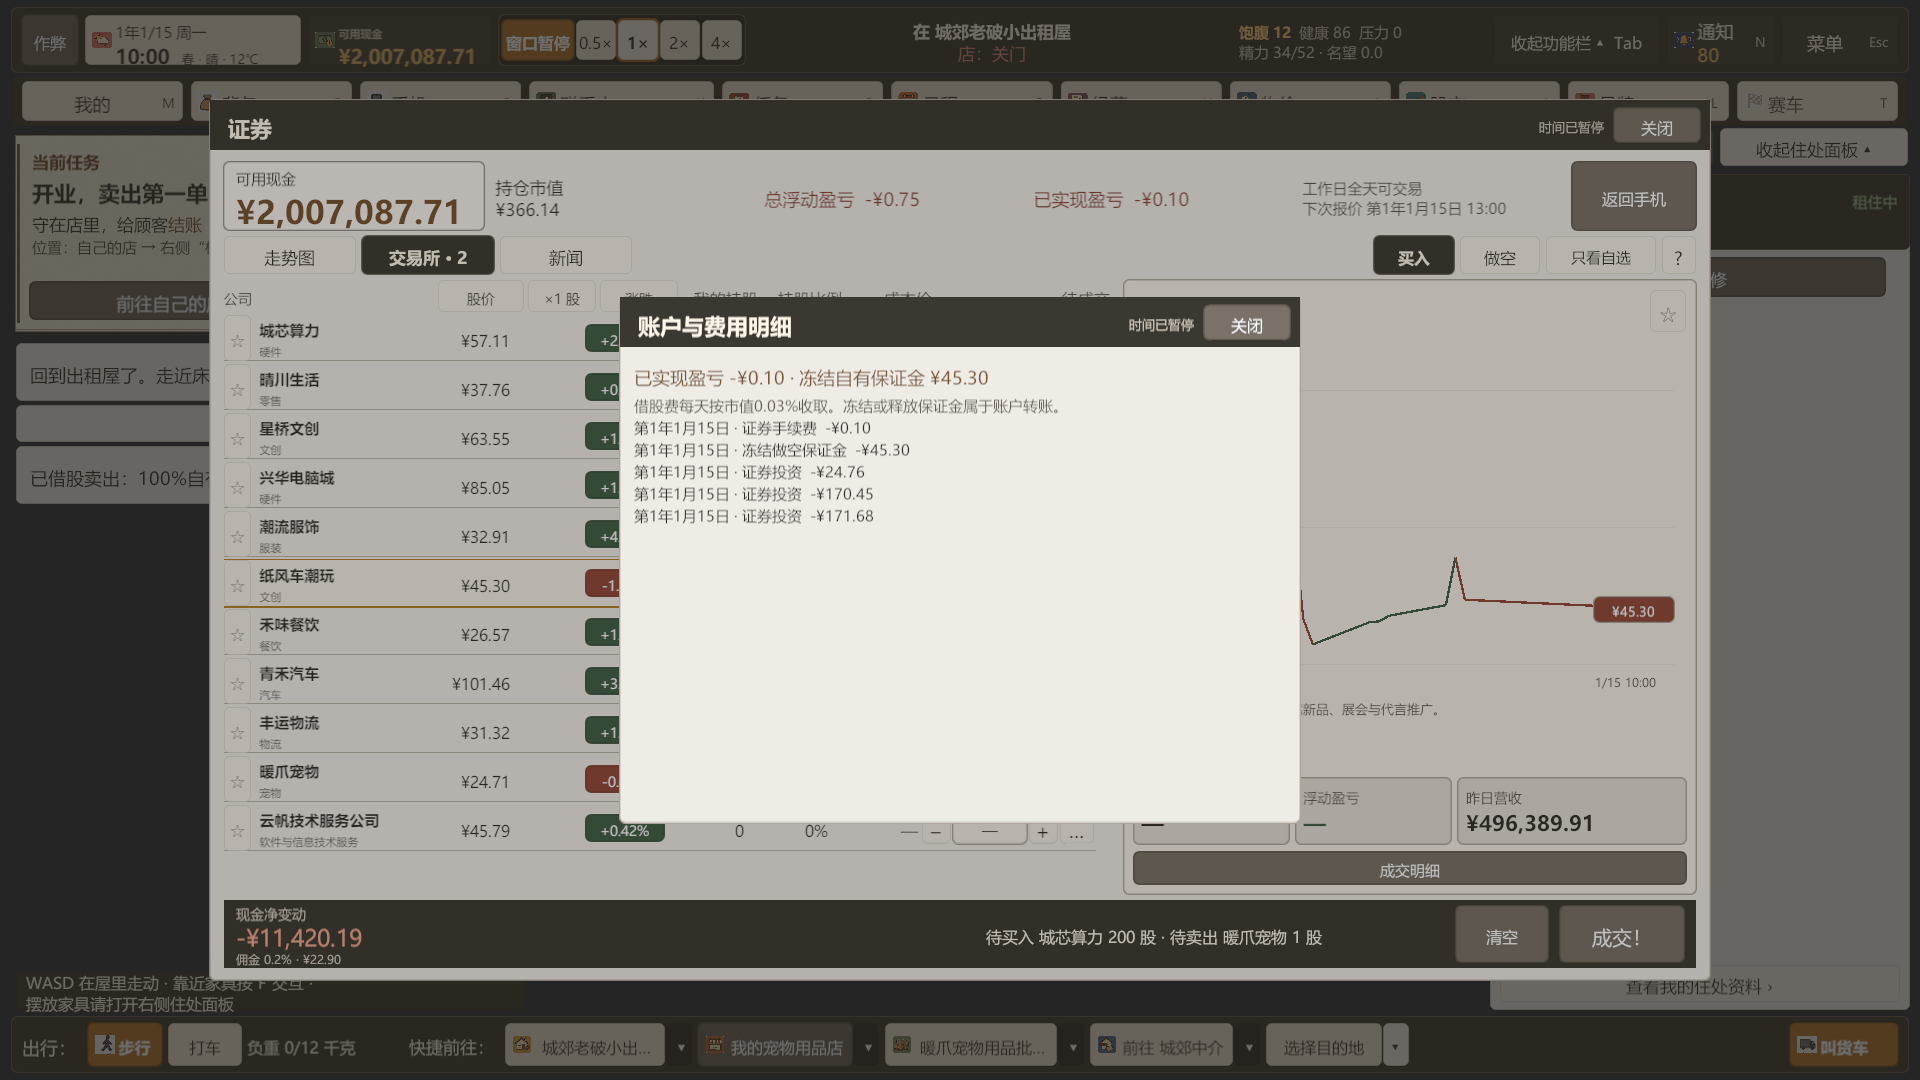 作弊
1年1/15 周一
10:00 春 · 晴 · 12℃
可用现金
¥2,007,087.71
窗口暂停
0.5×
1×
2×
4×
在 城郊老破小出租屋
店：关门
饱腹 12 健康 86 压力 0
精力 34/52 · 名望 0.0
收起功能栏 ▴ Tab
通知
80
N
菜单 Esc
我的 M
赛车 T
收起住处面板 ▴
当前任务
开业，卖出第一单
守在店里，给顾客结账
位置：自己的店 → 右侧
前往自己的
回到出租屋了。走近床
已借股卖出：100%自
租住中
修
证券
时间已暂停
关闭
可用现金
¥2,007,087.71
持仓市值
¥366.14
总浮动盈亏 -¥0.75
已实现盈亏 -¥0.10
工作日全天可交易
下次报价 第1年1月15日 13:00
返回手机
走势图
交易所 · 2
新闻
买入
做空
只看自选
?
公司
股价
×1 股
☆ 城芯算力 ¥57.11 +2
硬件
☆ 晴川生活 ¥37.76 +0
零售
☆ 星桥文创 ¥63.55 +1
文创
☆ 兴华电脑城 ¥85.05 +1
硬件
☆ 潮流服饰 ¥32.91 +4
服装
☆ 纸风车潮玩 ¥45.30 -1.
文创
☆ 禾味餐饮 ¥26.57 +1
餐饮
☆ 青禾汽车 ¥101.46 +3
汽车
☆ 丰运物流 ¥31.32 +1
物流
☆ 暖爪宠物 ¥24.71 -0.
宠物
☆ 云帆技术服务公司 ¥45.79 +0.42% 0 0% — − — + ...
软件与信息技术服务
账户与费用明细
时间已暂停
关闭
已实现盈亏 -¥0.10 · 冻结自有保证金 ¥45.30
借股费每天按市值0.03%收取。冻结或释放保证金属于账户转账。
第1年1月15日 · 证券手续费 -¥0.10
第1年1月15日 · 冻结做空保证金 -¥45.30
第1年1月15日 · 证券投资 -¥24.76
第1年1月15日 · 证券投资 -¥170.45
第1年1月15日 · 证券投资 -¥171.68
☆
¥45.30
1/15 10:00
新品、展会与代言推广。
—
浮动盈亏
—
昨日营收
¥496,389.91
成交明细
现金净变动
-¥11,420.19
佣金 0.2% · ¥22.90
待买入 城芯算力 200 股 · 待卖出 暖爪宠物 1 股
清空
成交！
WASD 在屋里走动 · 靠近家具按 F 交互 ·
摆放家具请打开右侧住处面板
查看我的住处资料 ›
出行：
步行
打车
负重 0/12 千克
快捷前往：
城郊老破小出... ▾
我的宠物用品店 ▾
暖爪宠物用品批... ▾
前往 城郊中介 ▾
选择目的地 ▾
叫货车